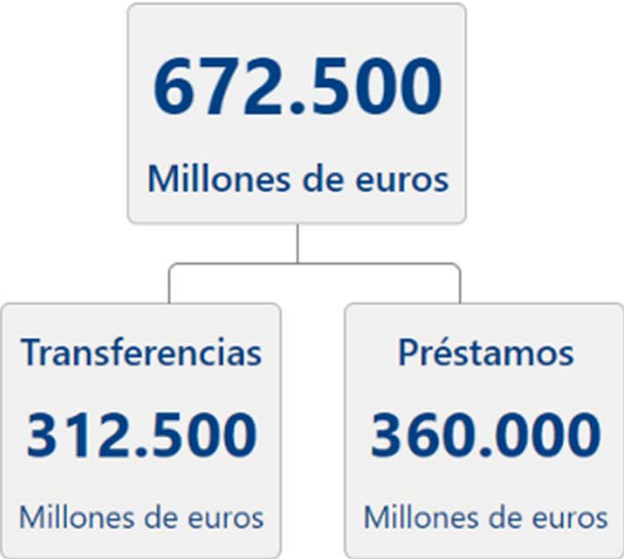 672.500
Millones de euros
Transferencias
312.500
Millones de euros
Préstamos
360.000
Millones de euros